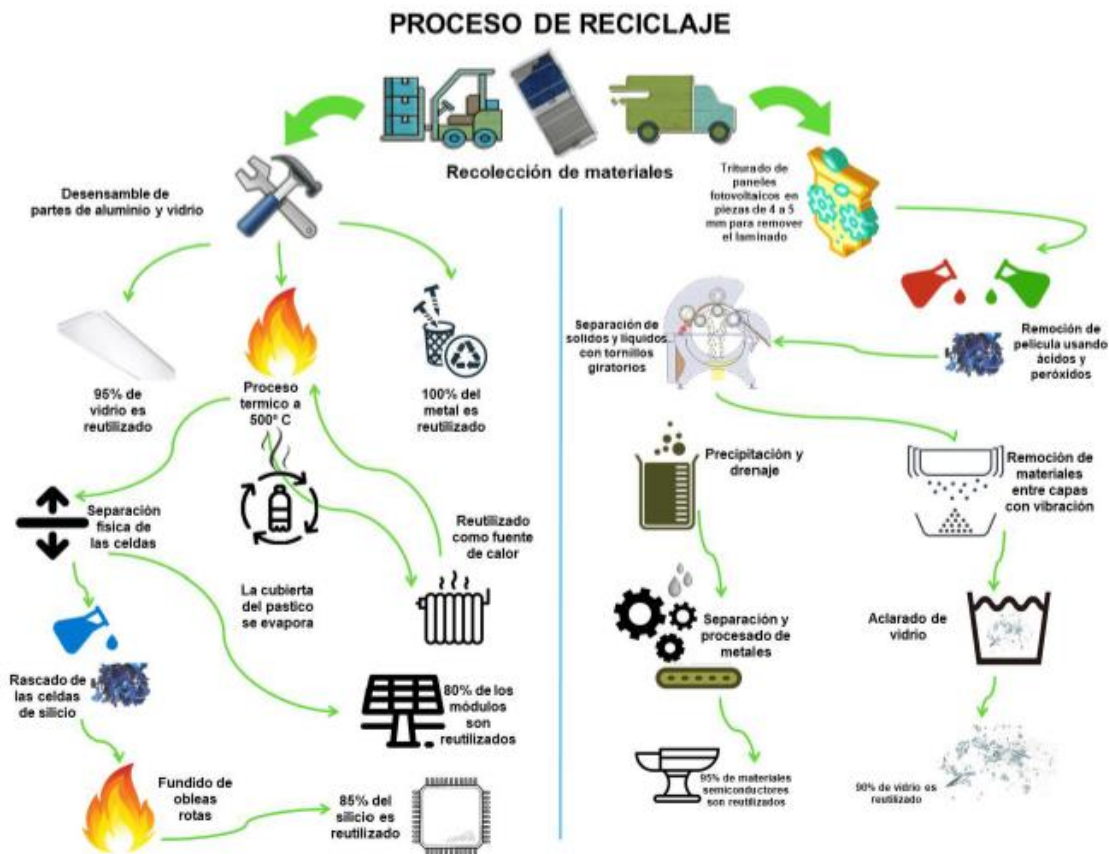 PROCESO DE RECICLAJE
Recolección de materiales
Desensamble de
partes de aluminio y vidrio
95% de
vidrio es
reutilizado
Proceso
termico a
500° C
100% del
metal es
reutilizado
Separación
física de
las celdas
La cubierta
del pastico
se evapora
Reutilizado
como fuente
de calor
Rascado de
las celdas
de silicio
80% de los
módulos
son
reutilizados
Fundido de
obleas
rotas
85% del
silicio es
reutilizado
Triturado de
paneles
fotovoltaicos en
piezas de 4 a 5
mm para remover
el laminado
Remoción de
película usando
ácidos y
peróxidos
Separación de
solidos y líquidos
con tornillos
giratorios
Precipitación y
drenaje
Remoción de
materiales
entre capas
con vibración
Separación y
procesado de
metales
Aclarado de
vidrio
95% de materiales
semiconductores
son reutilizados
90% de vidrio es
reutilizado